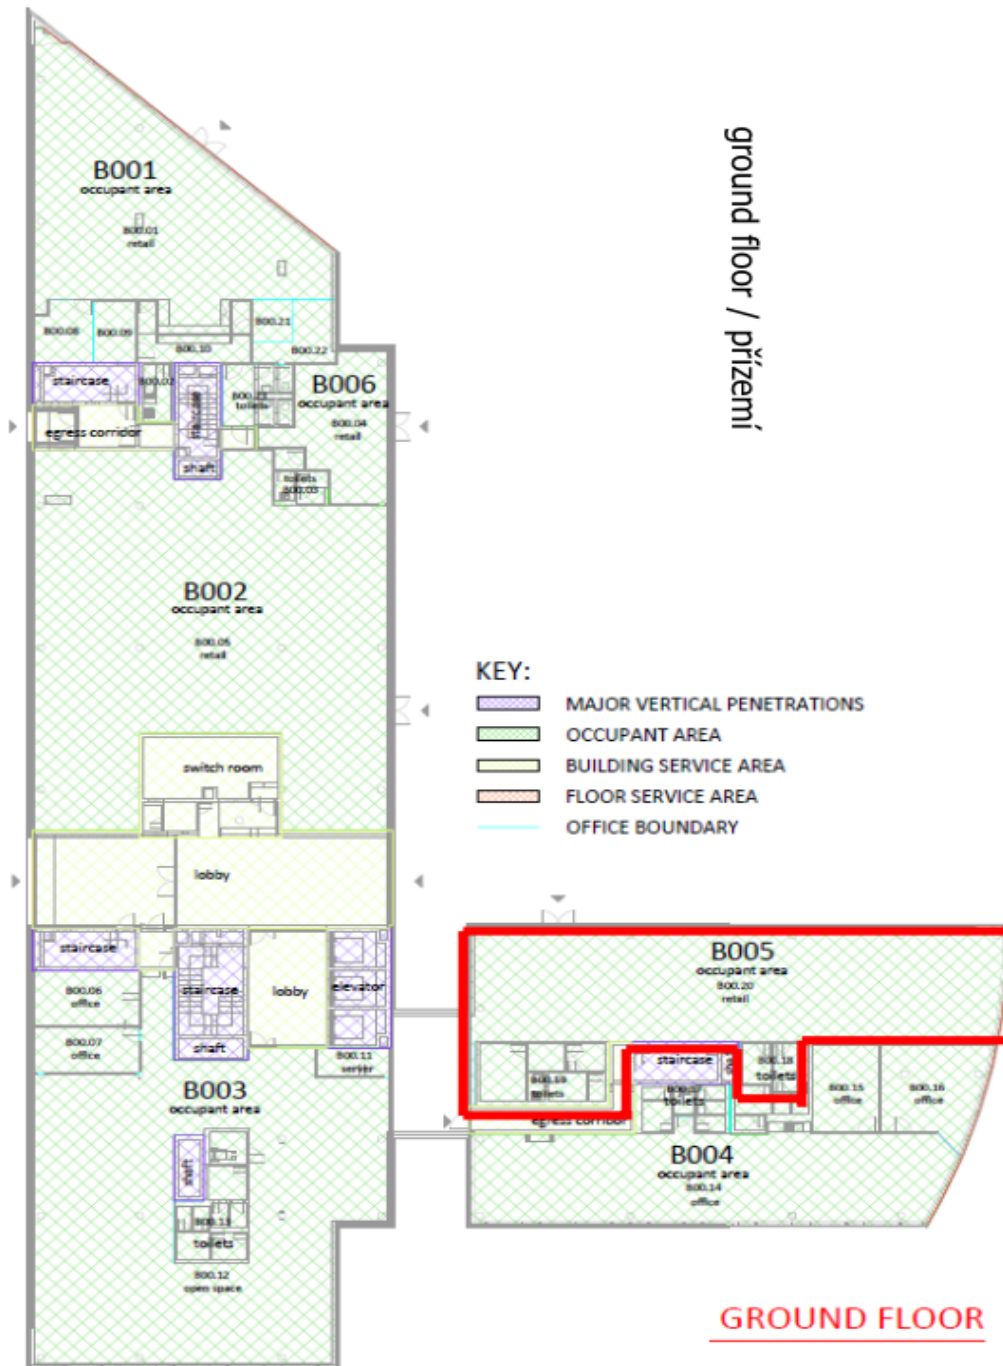 ground floor / přízemí
B001
occupant area
B00.01
retail
B00.08
B00.09
B00.10
B00.21
B00.22
staircase
B00.02
staircase
toilets
B006
occupant area
B00.04
retail
egress corridor
shaft
toilets
B00.03
B002
occupant area
B00.05
retail
KEY:
MAJOR VERTICAL PENETRATIONS
OCCUPANT AREA
BUILDING SERVICE AREA
FLOOR SERVICE AREA
OFFICE BOUNDARY
switch room
lobby
staircase
staircase
lobby
elevator
B00.06
office
B00.07
office
shaft
B00.11
server
B003
occupant area
shaft
B00.13
toilets
B00.12
open space
B005
occupant area
B00.20
retail
B00.19
toilets
staircase
B00.18
toilets
toilets
B00.15
office
B00.16
office
egress corridor
B004
occupant area
B00.14
office
GROUND FLOOR